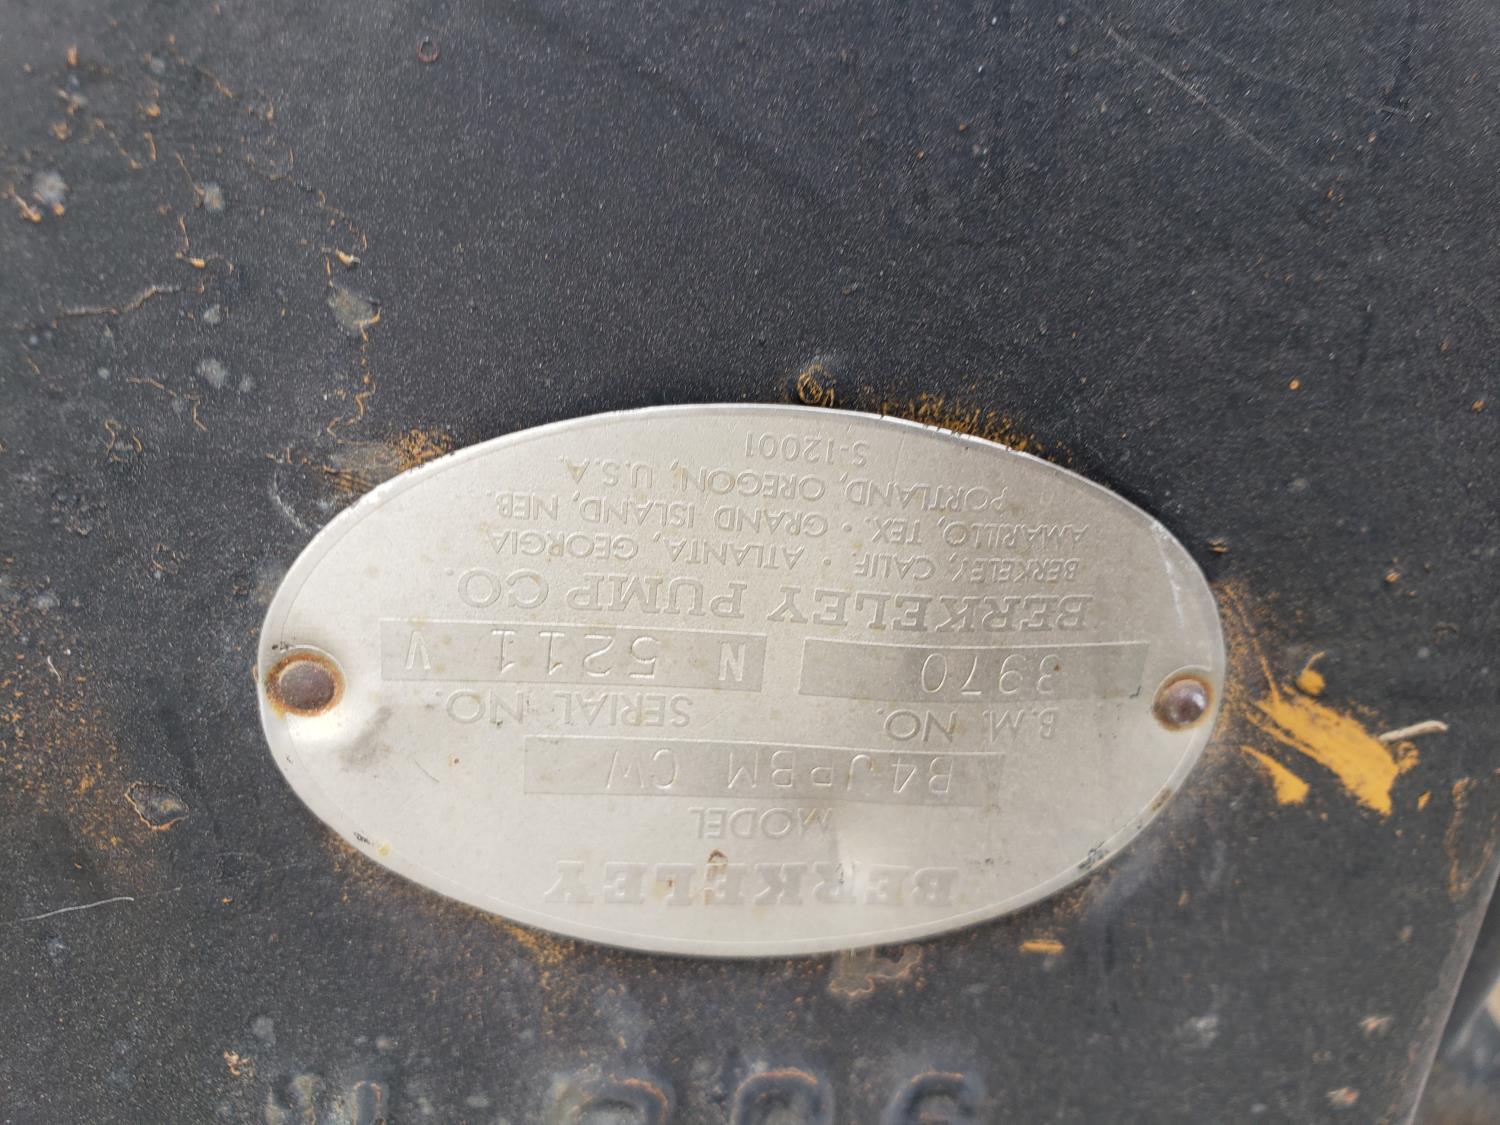 BERKELEY
MODEL
B4JPBM CW
B.M. NO. SERIAL NO.
3970 N 5211 V
BERKELEY PUMP CO.
BERKELEY, CALIF. • ATLANTA, GEORGIA
AMARILLO, TEX. • GRAND ISLAND, NEB.
PORTLAND, OREGON, U.S.A.
S-12001